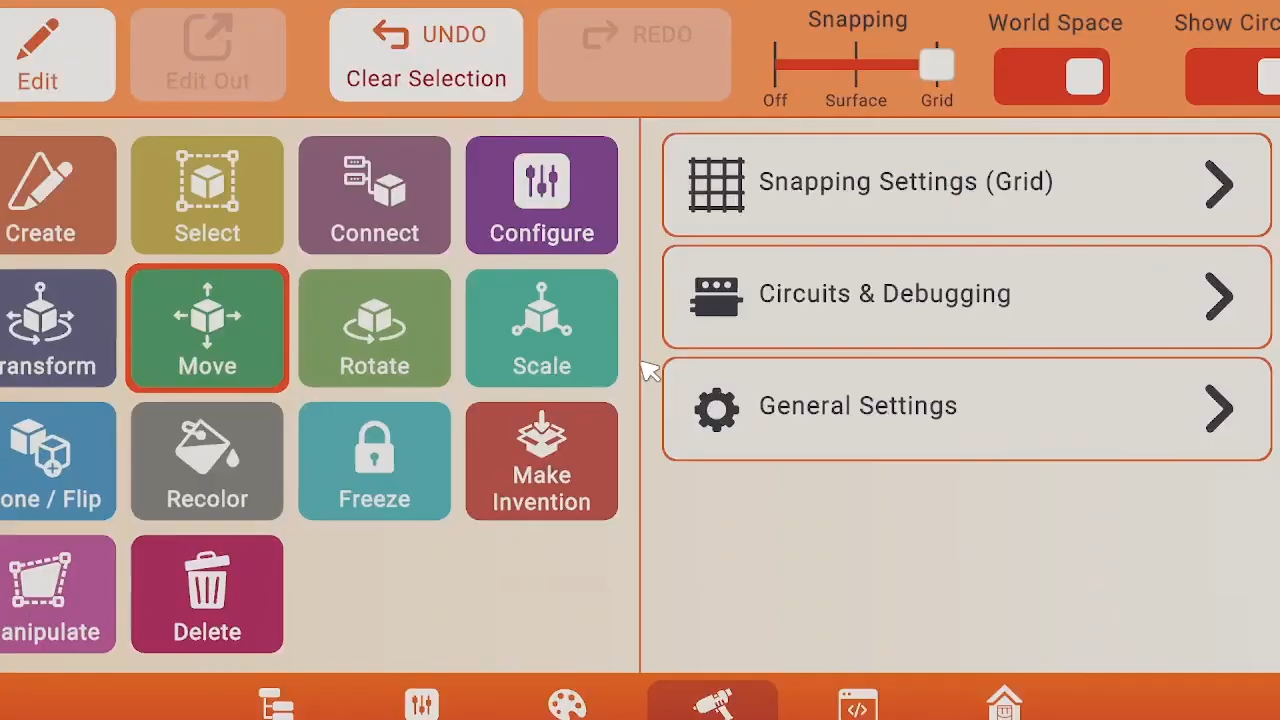 Edit
Edit Out
UNDO
Clear Selection
REDO
Snapping
Off
Surface
Grid
World Space
Show Circ
Create
Select
Connect
Configure
ransform
Move
Rotate
Scale
one / Flip
Recolor
Freeze
Make
Invention
anipulate
Delete
Snapping Settings (Grid)
Circuits & Debugging
General Settings